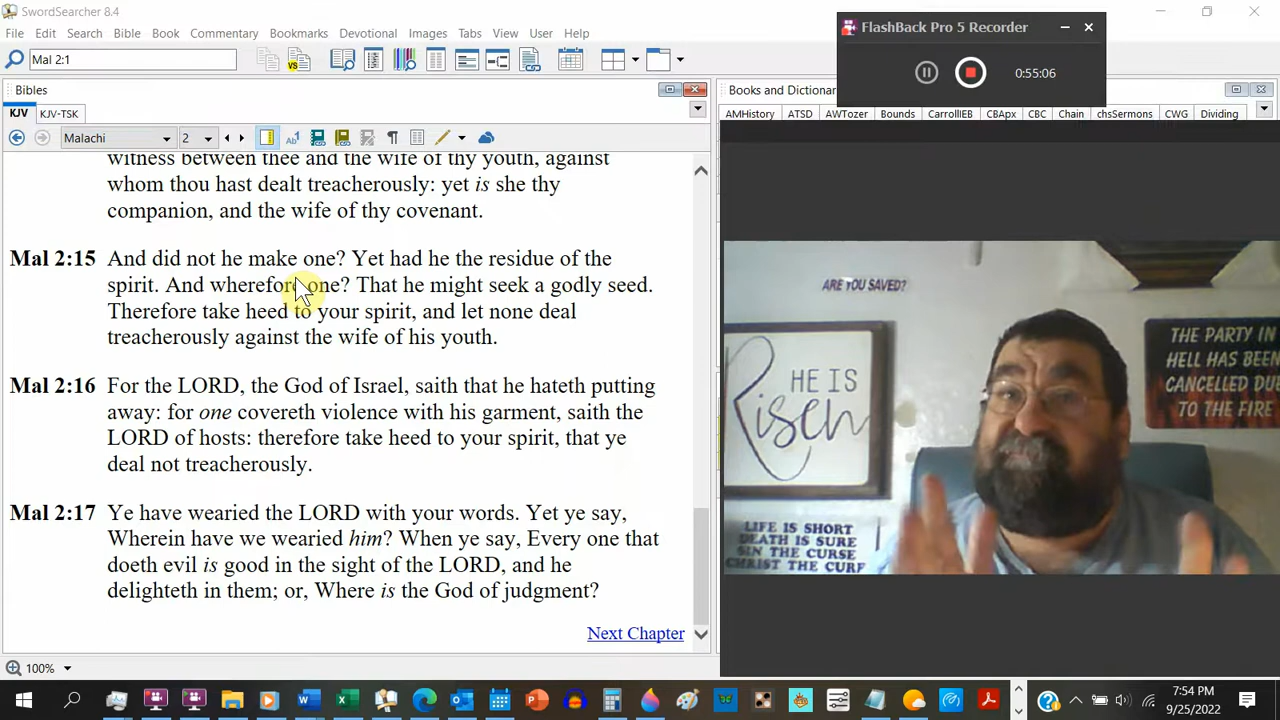 SwordSearcher 8.4
File Edit Search Bible Book Commentary Bookmarks Devotional Images Tabs View User Help
Mal 2:1
VS
Bibles
KJV KJV-TSK
Malachi 2
witness between thee and the wife of thy youth, against
whom thou hast dealt treacherously: yet is she thy
companion, and the wife of thy covenant.
Mal 2:15 And did not he make one? Yet had he the residue of the
spirit. And wherefore one? That he might seek a godly seed.
Therefore take heed to your spirit, and let none deal
treacherously against the wife of his youth.
Mal 2:16 For the LORD, the God of Israel, saith that he hateth putting
away: for one covereth violence with his garment, saith the
LORD of hosts: therefore take heed to your spirit, that ye
deal not treacherously.
Mal 2:17 Ye have wearied the LORD with your words. Yet ye say,
Wherein have we wearied him? When ye say, Every one that
doeth evil is good in the sight of the LORD, and he
delighteth in them; or, Where is the God of judgment?
Next Chapter
100%
FlashBack Pro 5 Recorder
0:55:06
Books and Dictionar
AMHistory ATSD AWTozer Bounds CarrollEB CBApx CBC Chain chsSermons CWG Dividing
ARE YOU SAVED?
HE IS
Risen
THE PARTY IN
HELL HAS BEEN
CANCELLED DUE
TO THE FIRE
LIFE IS SHORT
DEATH IS SURE
SIN THE CURSE
CHRIST THE CURE
7:54 PM
9/25/2022